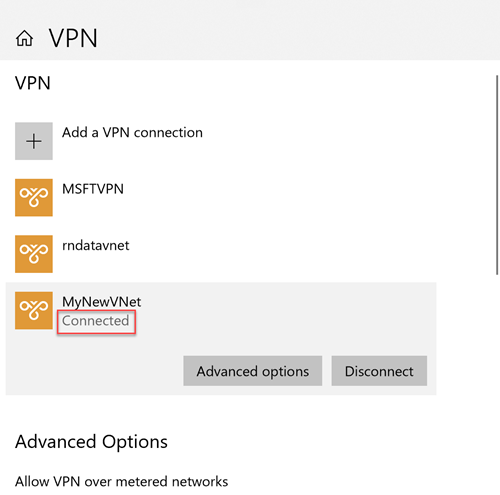 VPN
VPN
Add a VPN connection
MSFTVPN
rndatavnet
MyNewVNet
Connected
Advanced options
Disconnect
Advanced Options
Allow VPN over metered networks